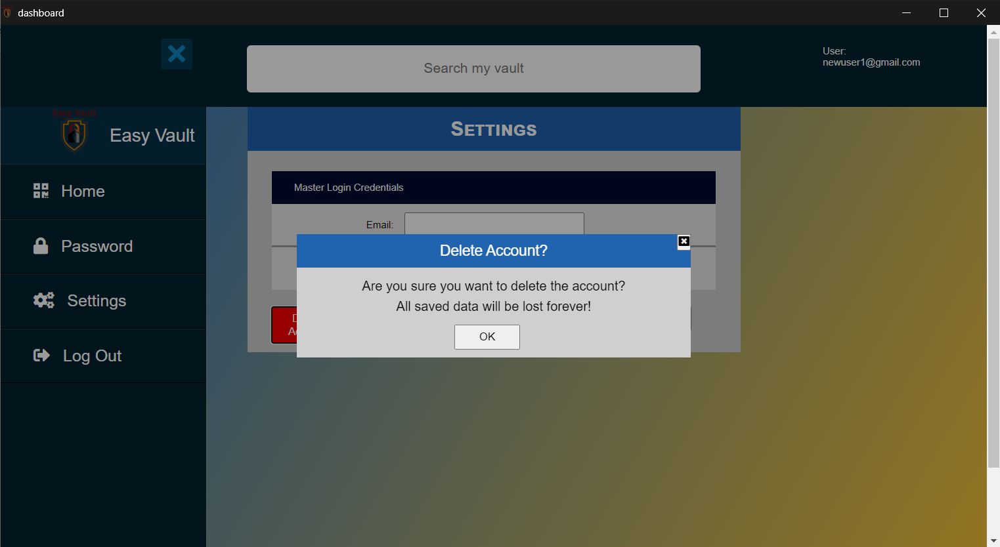 dashboard
Search my vault
User:
newuser1@gmail.com
Easy Vault
Easy Vault
Home
Password
Settings
Log Out
Settings
Master Login Credentials
Email:
Delete Account?
Are you sure you want to delete the account?
All saved data will be lost forever!
OK